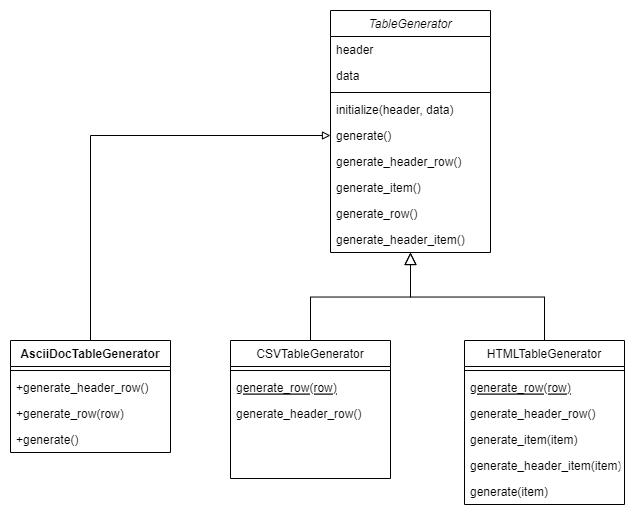 TableGenerator
header
data
initialize(header, data)
generate()
generate_header_row()
generate_item()
generate_row()
generate_header_item()
AsciiDocTableGenerator
+generate_header_row()
+generate_row(row)
+generate()
CSVTableGenerator
generate_row(row)
generate_header_row()
HTMLTableGenerator
generate_row(row)
generate_header_row()
generate_item(item)
generate_header_item(item)
generate(item)